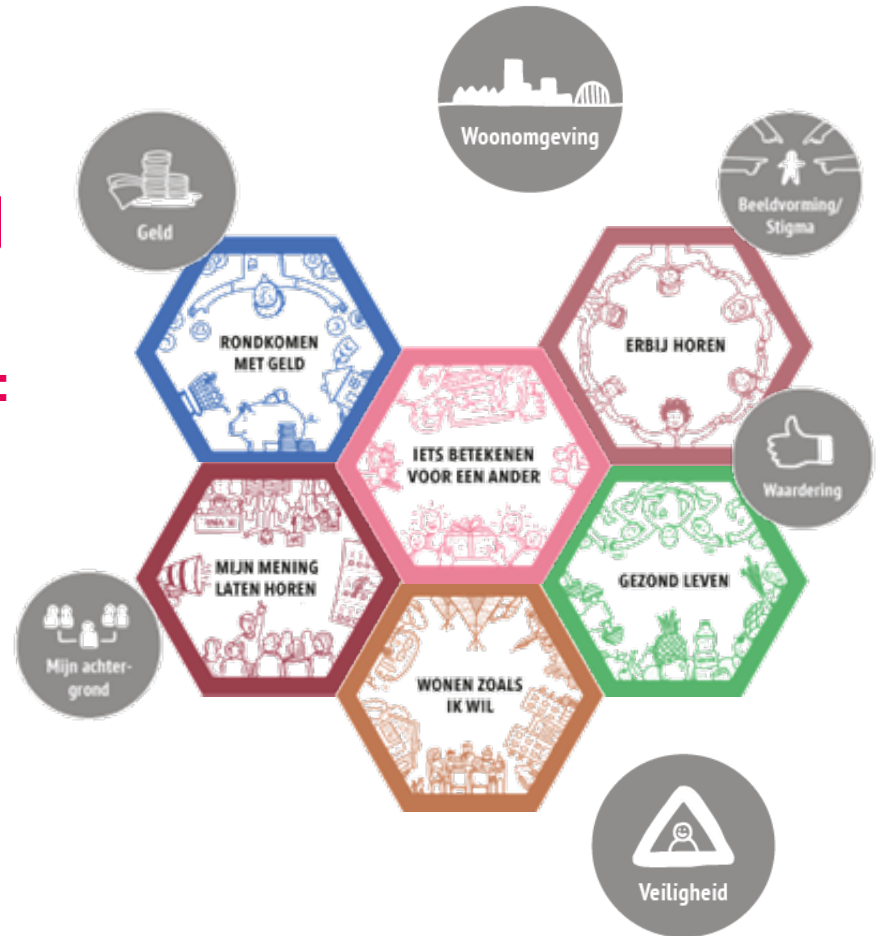 Woonomgeving
Beeldvorming/
Stigma
Geld
RONDKOMEN
MET GELD
ERBIJ HOREN
IETS BETEKENEN
VOOR EEN ANDER
Waardering
MIJN MENING
LATEN HOREN
GEZOND LEVEN
Mijn achter-
grond
WONEN ZOALS
IK WIL
Veiligheid